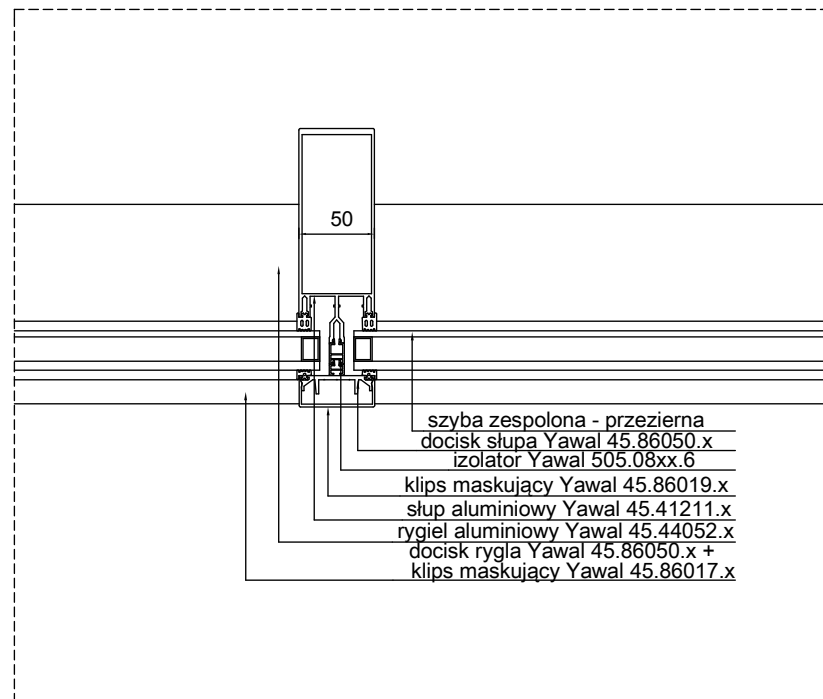 50
szyba zespolona - przezierna
docisk słupa Yawal 45.86050.x
izolator Yawal 505.08xx.6
klips maskujący Yawal 45.86019.x
słup aluminiowy Yawal 45.41211.x
rygiel aluminiowy Yawal 45.44052.x
docisk rygla Yawal 45.86050.x +
klips maskujący Yawal 45.86017.x